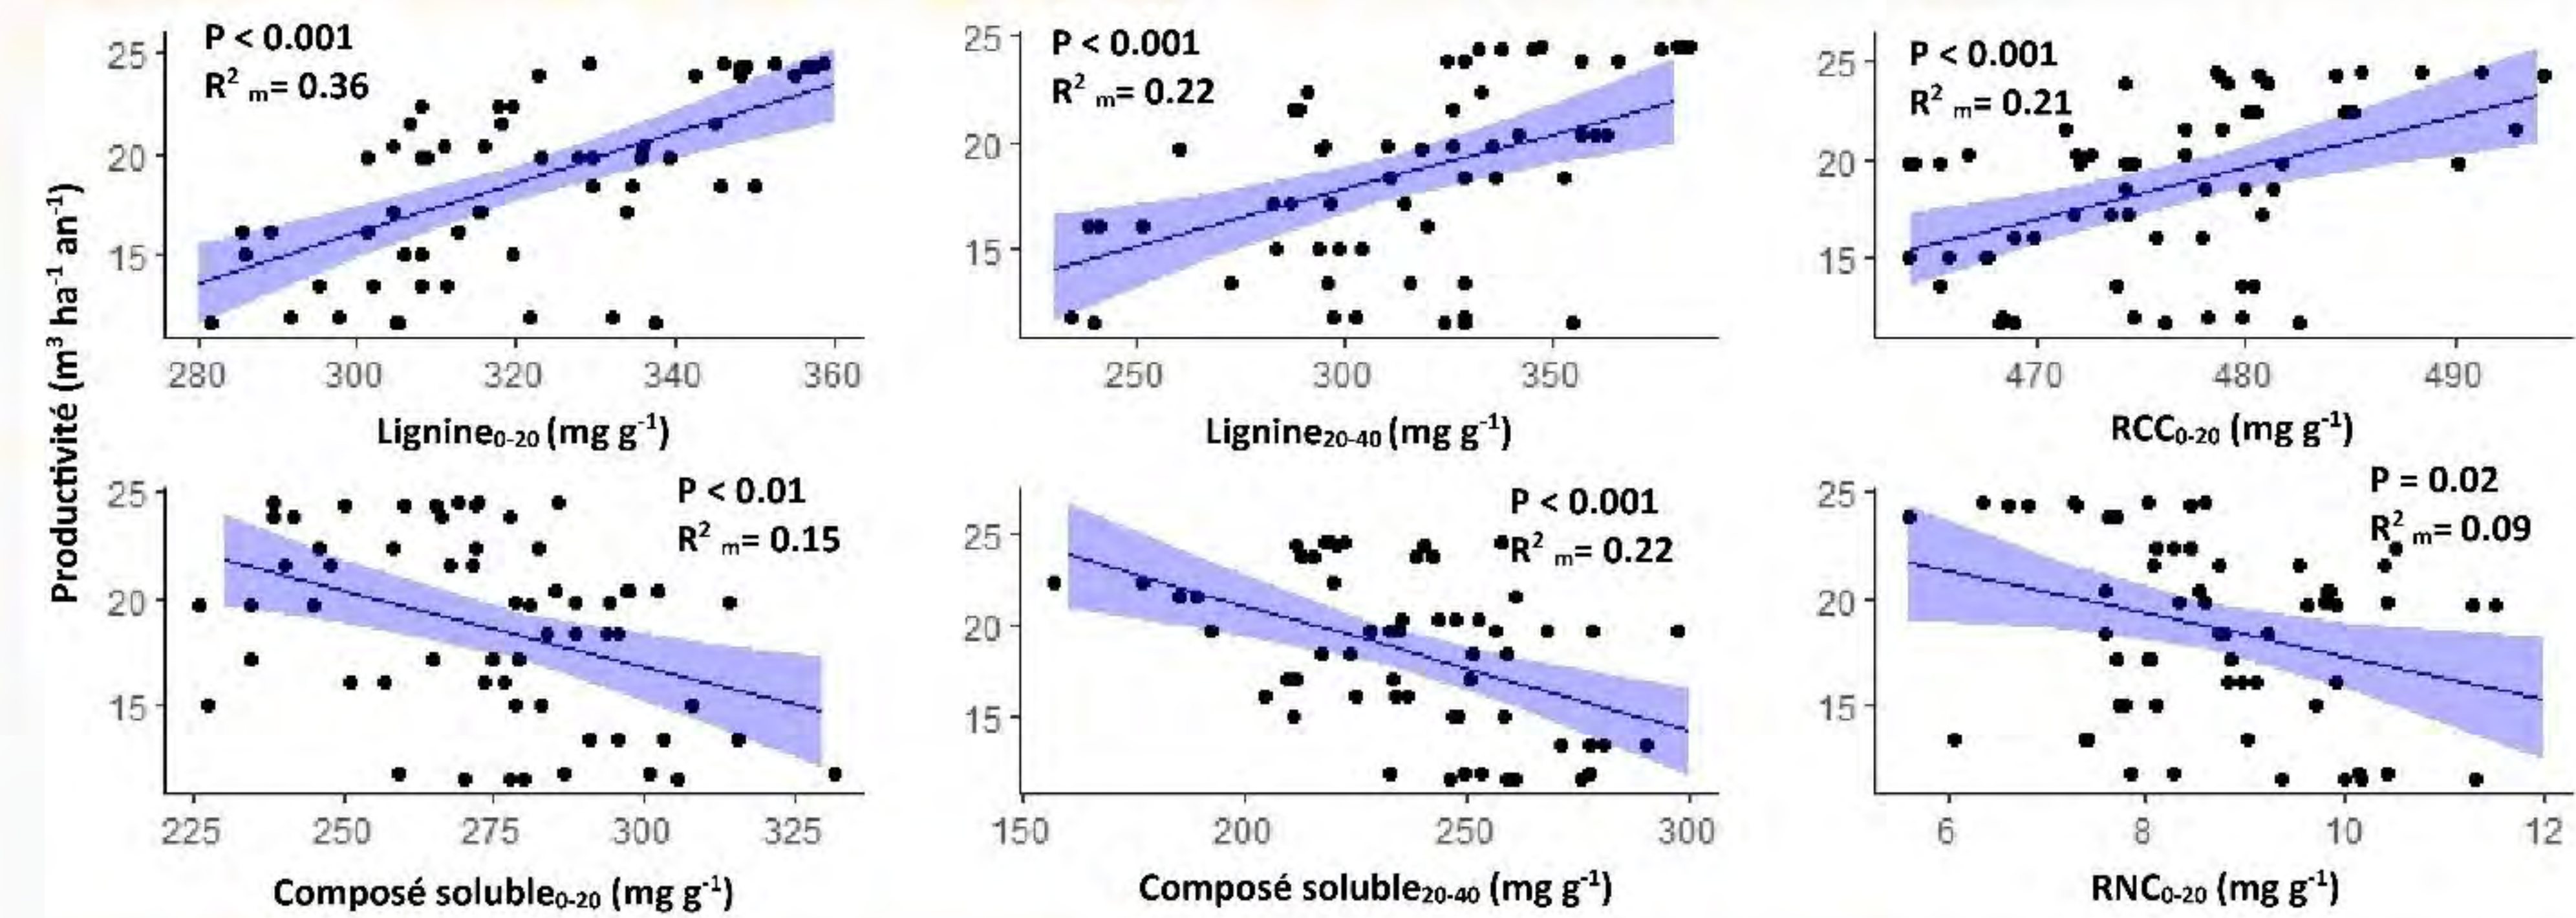 Productivité (m³ ha⁻¹ an⁻¹)
P < 0.001
R² m= 0.36
25
20
15
280 300 320 340 360
Lignine0-20 (mg g⁻¹)
P < 0.001
R² m= 0.22
25
20
15
250 300 350
Lignine20-40 (mg g⁻¹)
P < 0.001
R² m= 0.21
25
20
15
470 480 490
RCC0-20 (mg g⁻¹)
P < 0.01
R² m= 0.15
25
20
15
225 250 275 300 325
Composé soluble0-20 (mg g⁻¹)
P < 0.001
R² m= 0.22
25
20
15
150 200 250 300
Composé soluble20-40 (mg g⁻¹)
P = 0.02
R² m= 0.09
25
20
15
6 8 10 12
RNC0-20 (mg g⁻¹)